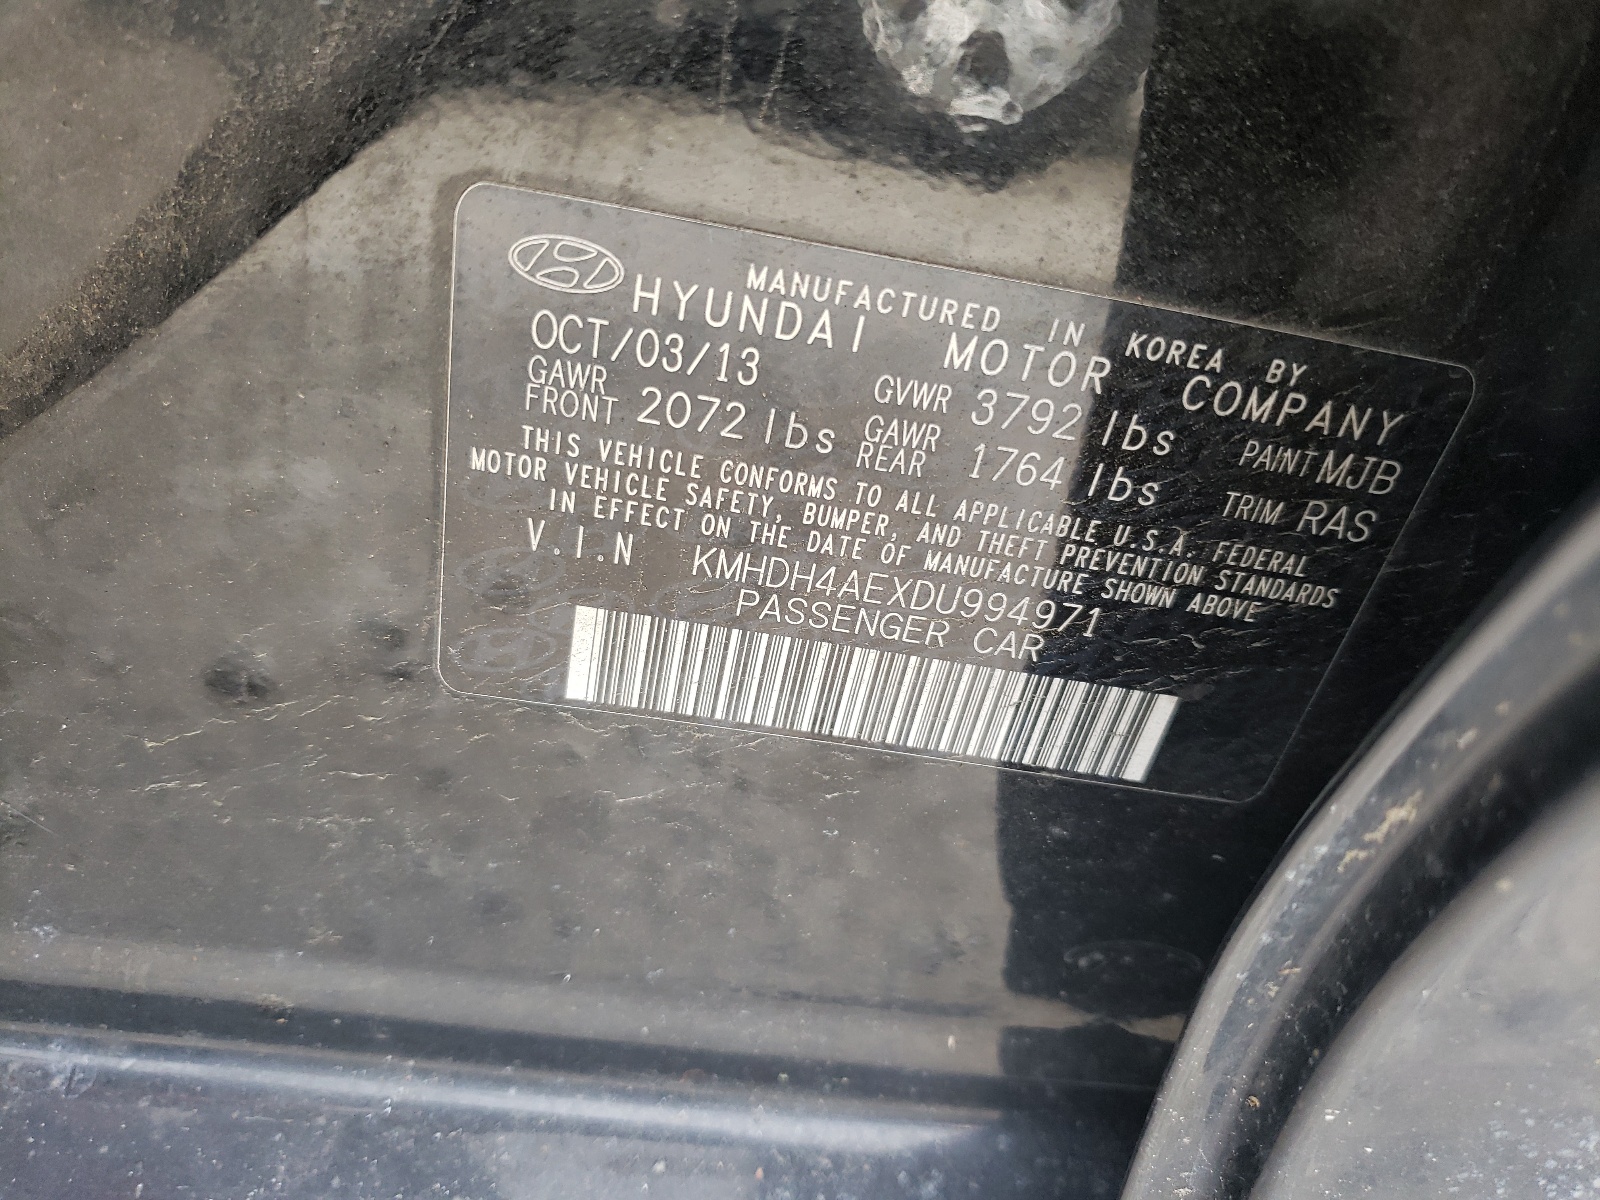 MANUFACTURED IN KOREA BY
HYUNDAI MOTOR COMPANY
OCT/03/13 GVWR 3792 lbs PAINT MJB
GAWR FRONT 2072 lbs GAWR REAR 1764 lbs TRIM RAS
THIS VEHICLE CONFORMS TO ALL APPLICABLE U.S.A. FEDERAL
MOTOR VEHICLE SAFETY, BUMPER, AND THEFT PREVENTION STANDARDS
IN EFFECT ON THE DATE OF MANUFACTURE SHOWN ABOVE
V.I.N KMHDH4AEXDU994971
PASSENGER CAR